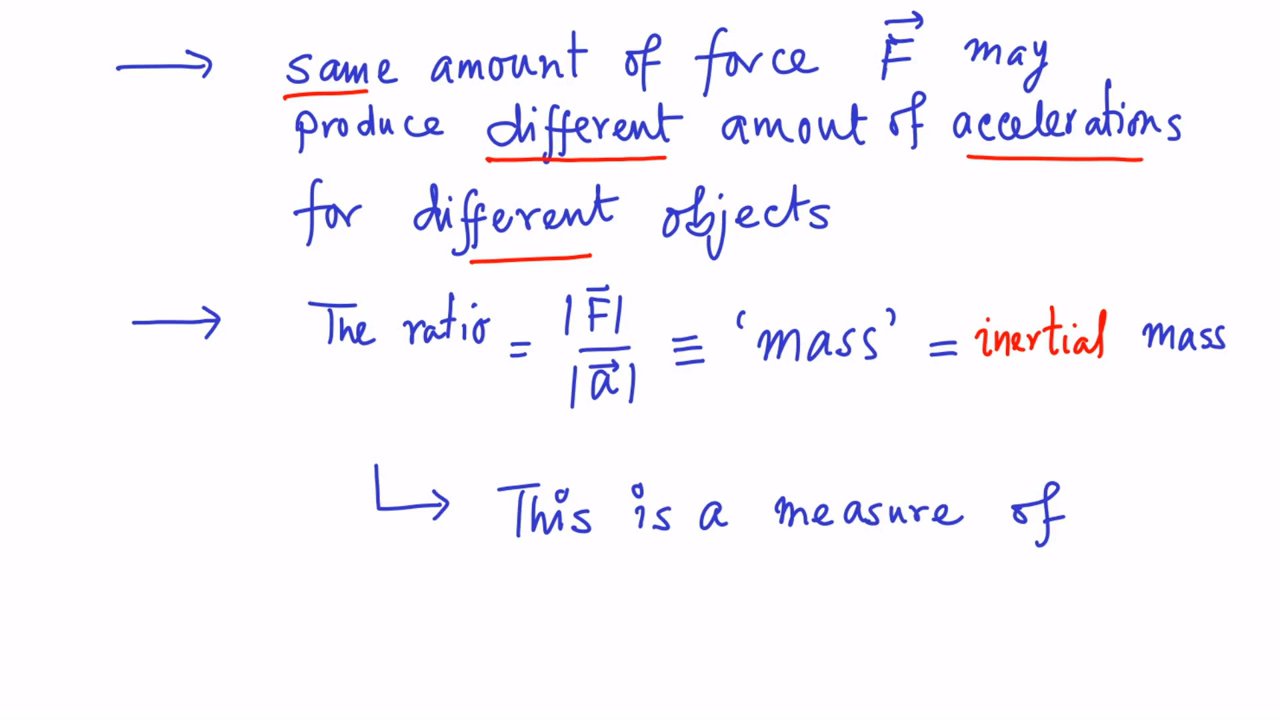 → same amount of force F⃗ may
produce different amount of accelerations
for different objects
→ The ratio = |F⃗| / |a⃗| ≡ 'mass' = inertial mass
↳ This is a measure of